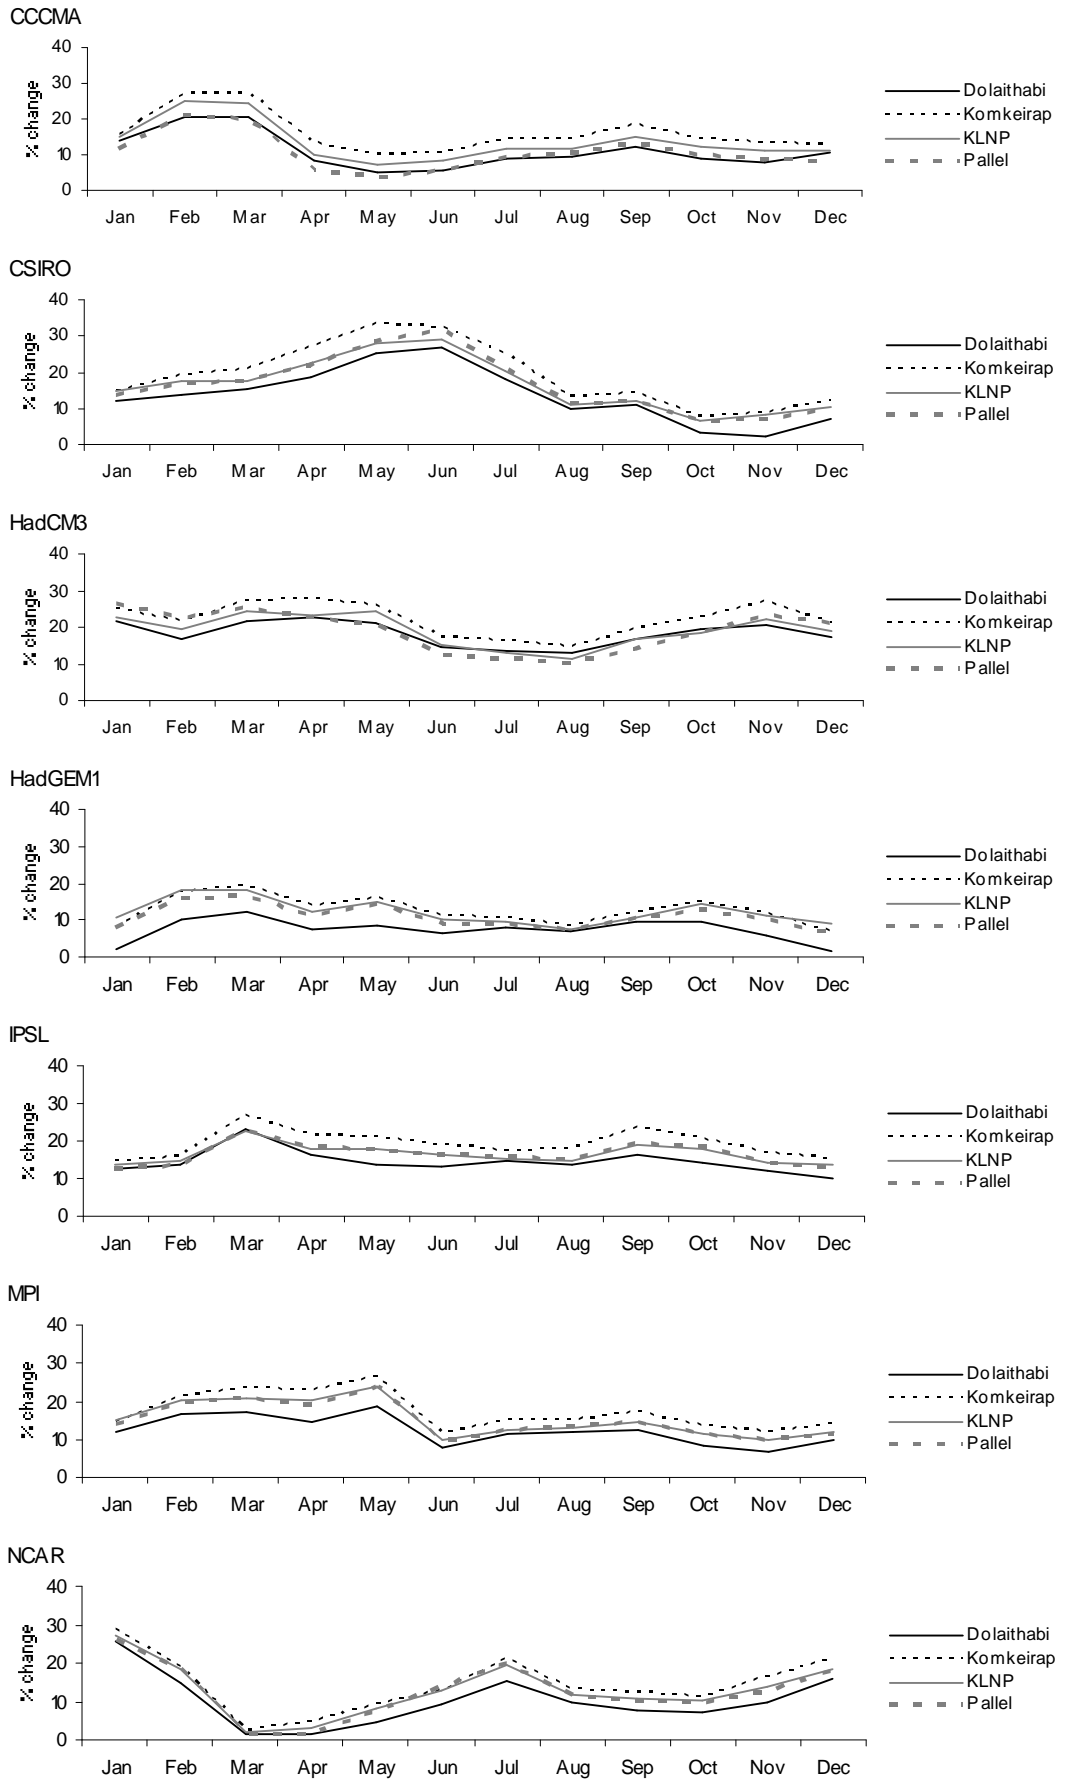 CCCMA
40
30
20
10
0
% change
Jan Feb Mar Apr May Jun Jul Aug Sep Oct Nov Dec
Dolaithabi
Komkeirap
KLNP
Pallel
CSIRO
40
30
20
10
0
% change
Jan Feb Mar Apr May Jun Jul Aug Sep Oct Nov Dec
Dolaithabi
Komkeirap
KLNP
Pallel
HadCM3
40
30
20
10
0
% change
Jan Feb Mar Apr May Jun Jul Aug Sep Oct Nov Dec
Dolaithabi
Komkeirap
KLNP
Pallel
HadGEM1
40
30
20
10
0
% change
Jan Feb Mar Apr May Jun Jul Aug Sep Oct Nov Dec
Dolaithabi
Komkeirap
KLNP
Pallel
IPSL
40
30
20
10
0
% change
Jan Feb Mar Apr May Jun Jul Aug Sep Oct Nov Dec
Dolaithabi
Komkeirap
KLNP
Pallel
MPI
40
30
20
10
0
% change
Jan Feb Mar Apr May Jun Jul Aug Sep Oct Nov Dec
Dolaithabi
Komkeirap
KLNP
Pallel
NCAR
40
30
20
10
0
% change
Jan Feb Mar Apr May Jun Jul Aug Sep Oct Nov Dec
Dolaithabi
Komkeirap
KLNP
Pallel